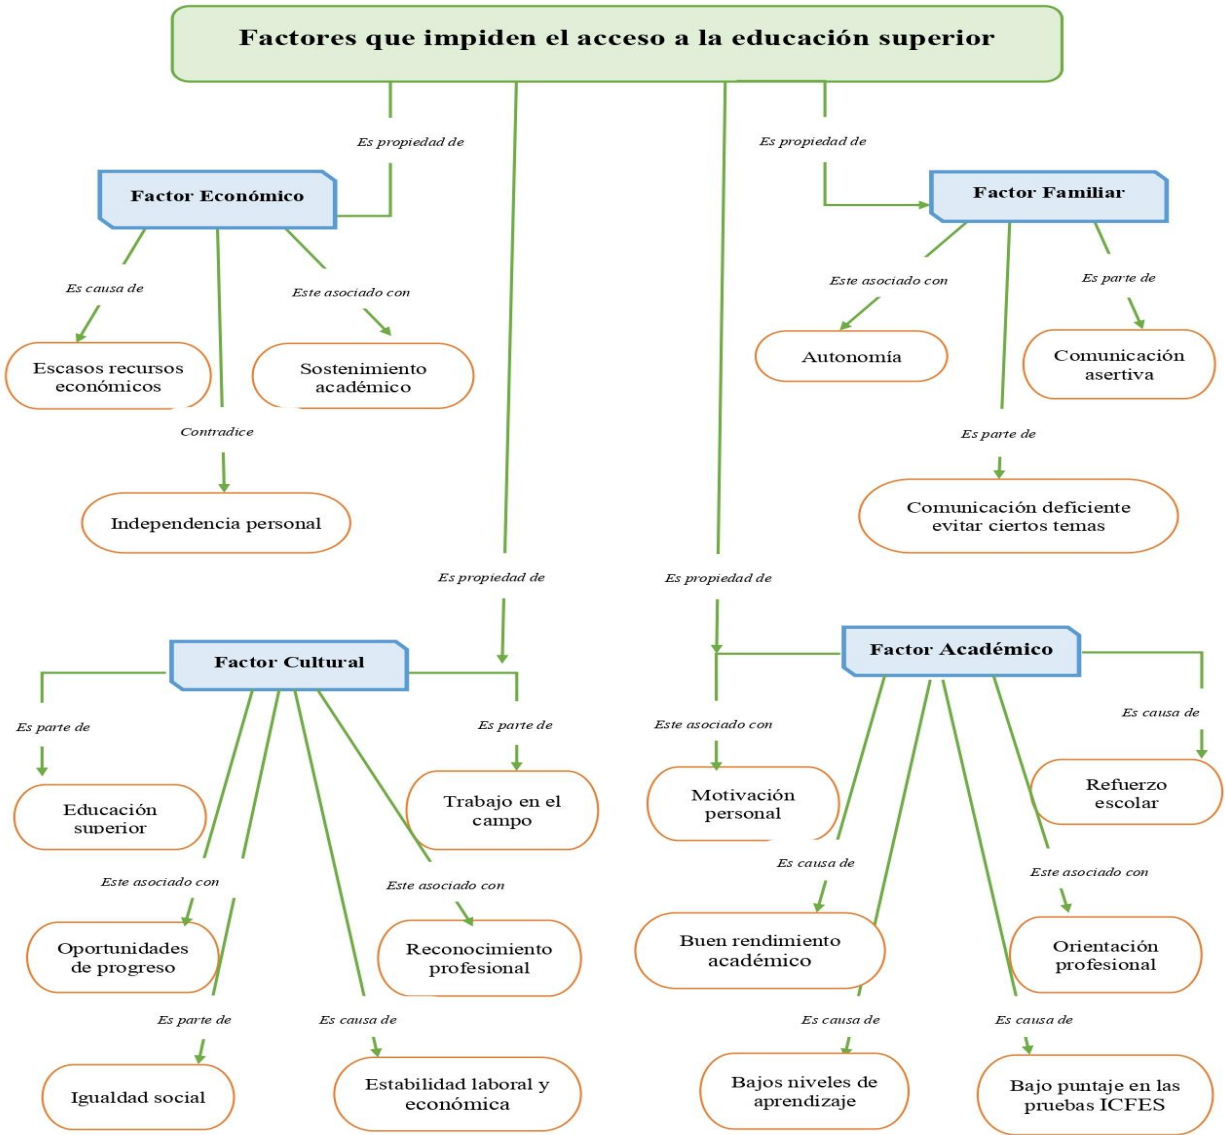 Factores que impiden el acceso a la educación superior
Es propiedad de
Es propiedad de
Factor Económico
Factor Familiar
Es causa de
Este asociado con
Este asociado con
Es parte de
Escasos recursos
económicos
Sostenimiento
académico
Autonomía
Comunicación
asertiva
Contradice
Es parte de
Independencia personal
Comunicación deficiente
evitar ciertos temas
Es propiedad de
Es propiedad de
Factor Cultural
Factor Académico
Es parte de
Es parte de
Este asociado con
Es causa de
Educación
superior
Trabajo en el
campo
Motivación
personal
Refuerzo
escolar
Este asociado con
Este asociado con
Es causa de
Este asociado con
Oportunidades
de progreso
Reconocimiento
profesional
Buen rendimiento
académico
Orientación
profesional
Es parte de
Es causa de
Es causa de
Es causa de
Igualdad social
Estabilidad laboral y
económica
Bajos niveles de
aprendizaje
Bajo puntaje en las
pruebas ICFES